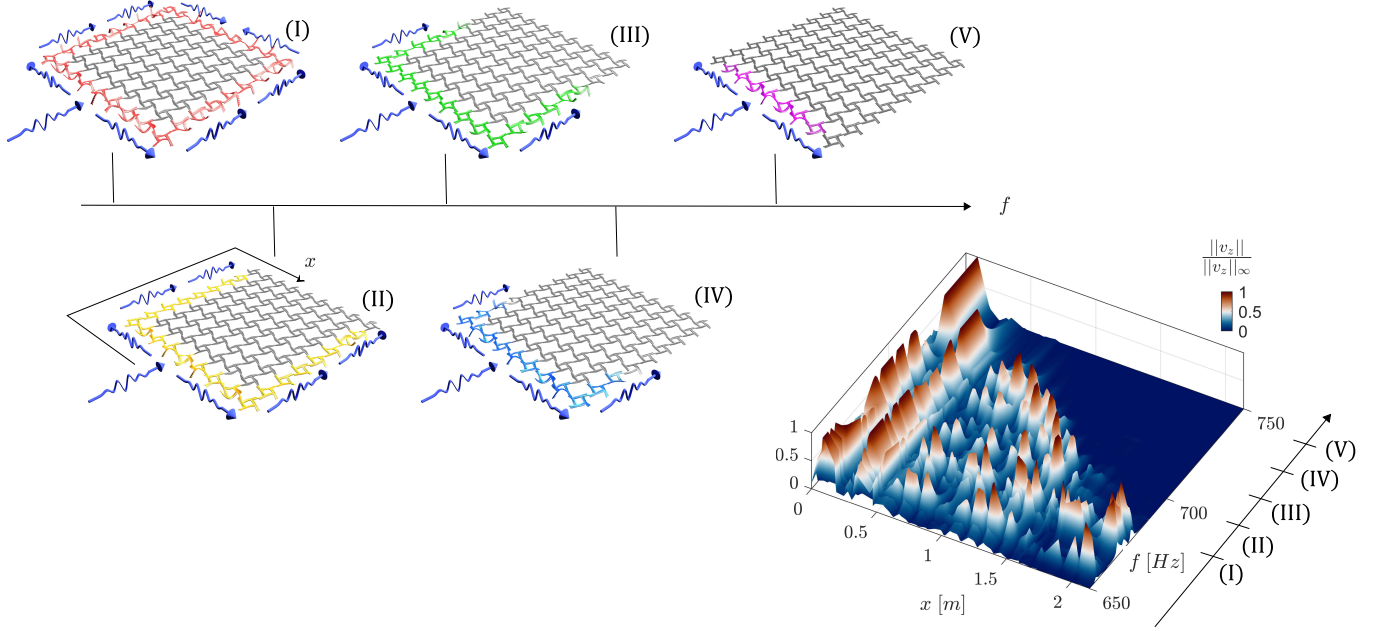 (I)
(III)
(V)
f
x
(II)
(IV)
||v_z||
||v_z||_∞
1
0.5
0
1
0.5
0
0
0.5
1
1.5
2
x [m]
650
700
750
f [Hz]
(I)
(II)
(III)
(IV)
(V)